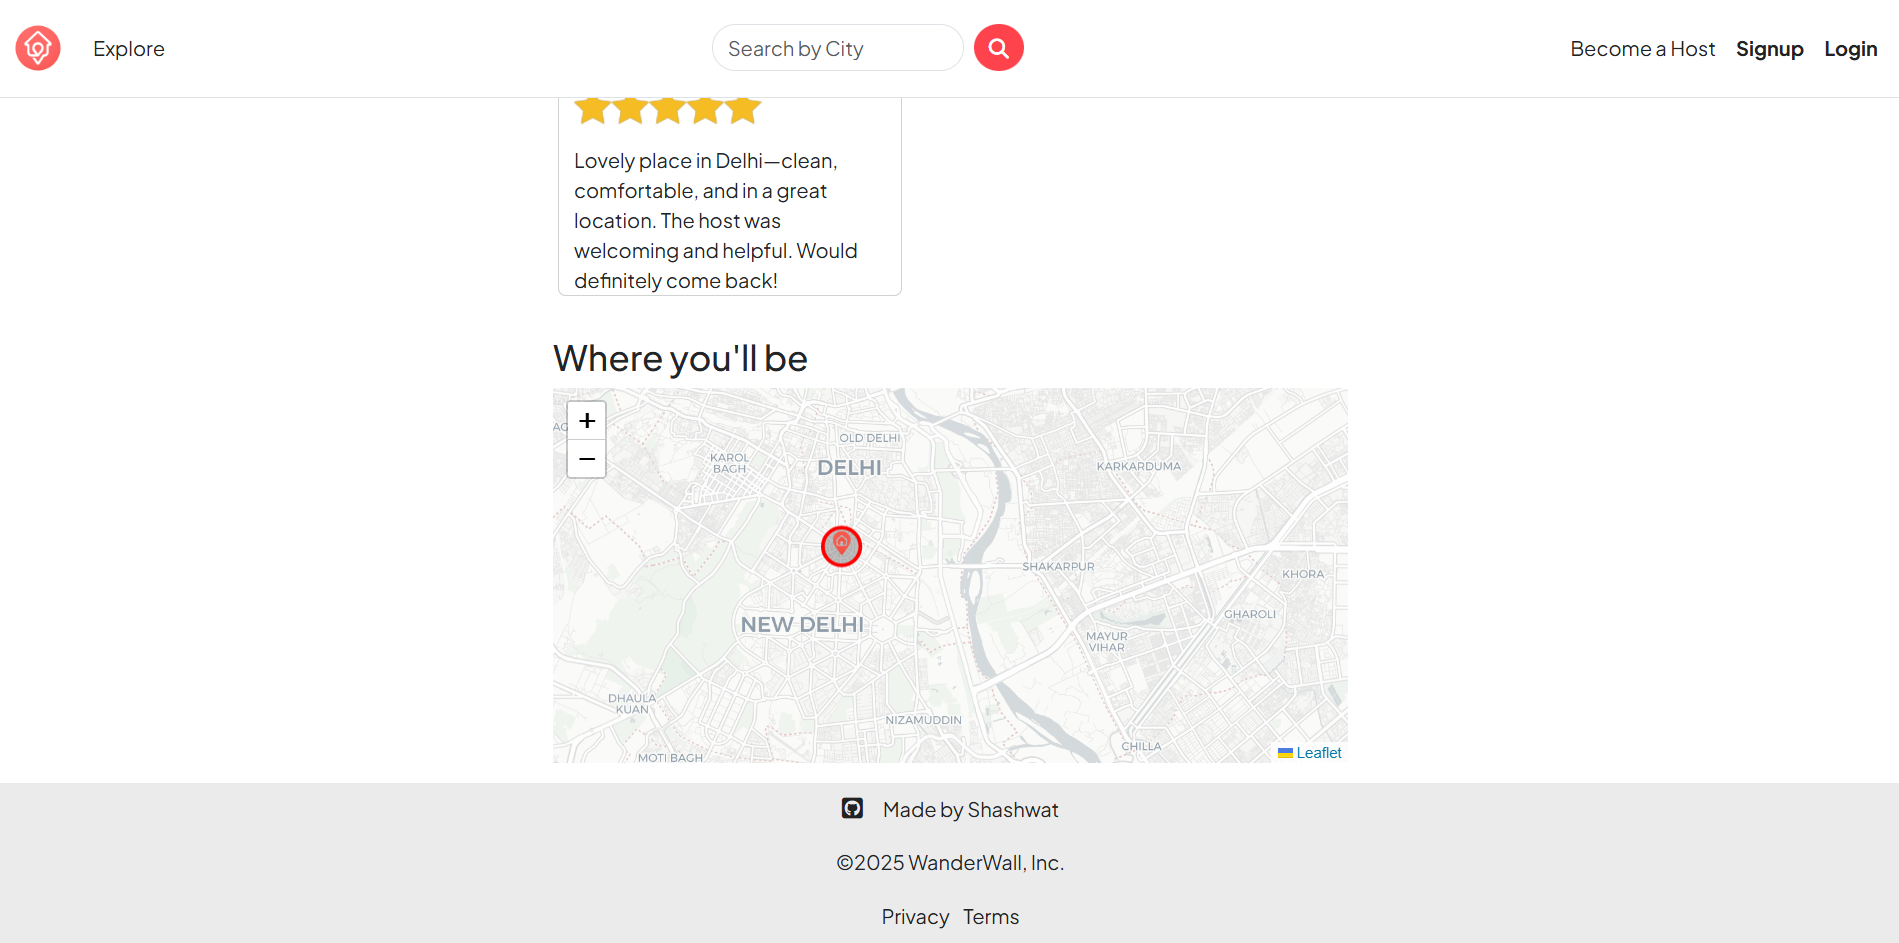 Explore
Search by City
Become a Host
Signup
Login
Lovely place in Delhi—clean,
comfortable, and in a great
location. The host was
welcoming and helpful. Would
definitely come back!
Where you'll be
+
−
OLD DELHI
KAROL
BAGH
DELHI
KARKARDUMA
SHAKARPUR
KHORA
GHAROLI
NEW DELHI
MAYUR
VIHAR
DHAULA
KUAN
NIZAMUDDIN
CHILLA
MOTI BAGH
Leaflet
Made by Shashwat
©2025 WanderWall, Inc.
Privacy Terms